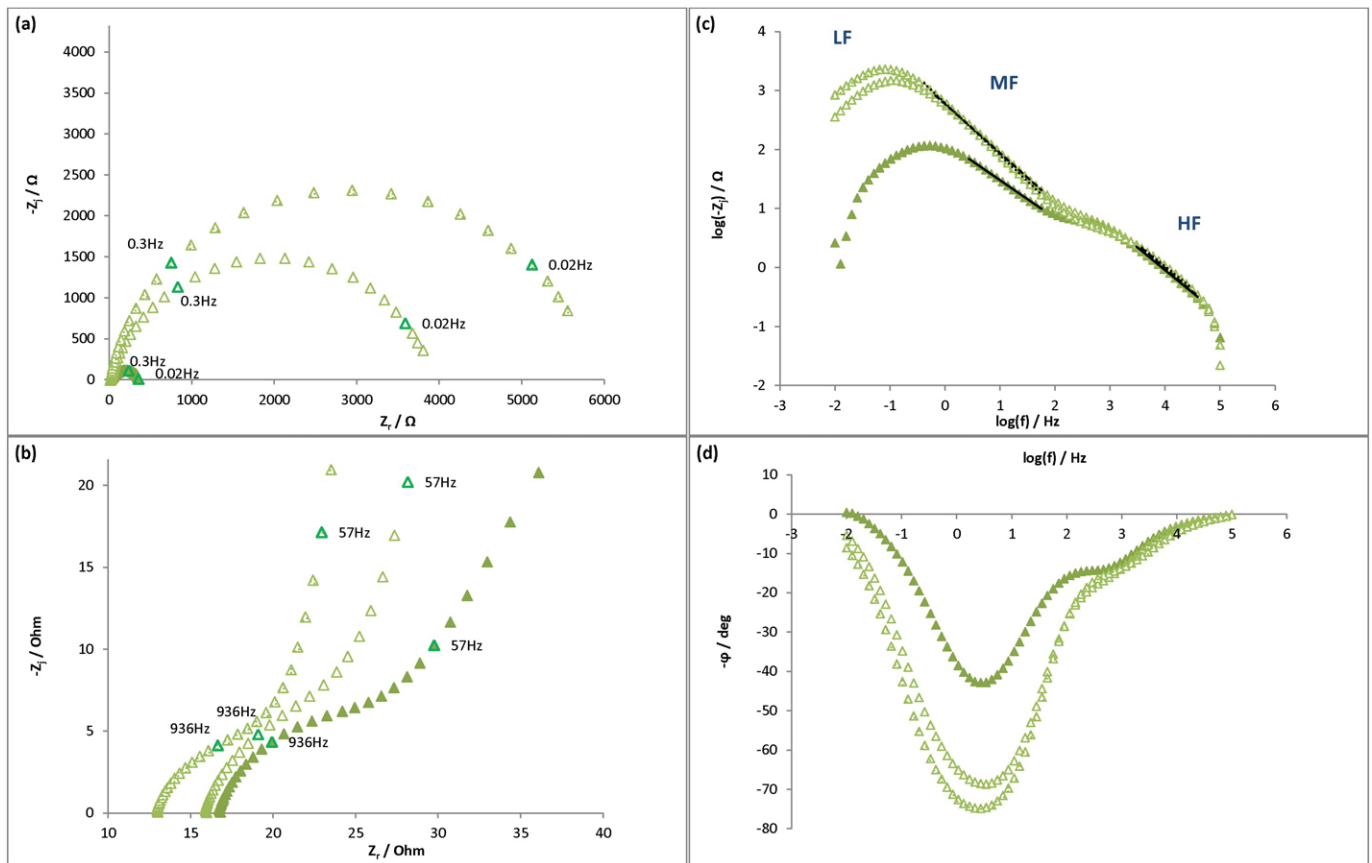 (a)
-Zj / Ω
4000
3500
3000
2500
2000
1500
1000
500
0
0.3Hz
0.3Hz
0.02Hz
0.02Hz
0.3Hz
0.02Hz
0 1000 2000 3000 4000 5000 6000
Zr / Ω
(c)
LF
MF
HF
log(-Zj) / Ω
4
3
2
1
0
-1
-2
-3 -2 -1 0 1 2 3 4 5 6
log(f) / Hz
(b)
-Zj / Ohm
20
15
10
5
0
57Hz
57Hz
57Hz
936Hz
936Hz
936Hz
10 15 20 25 30 35 40
Zr / Ohm
(d)
log(f) / Hz
-φ / deg
10
0
-10
-20
-30
-40
-50
-60
-70
-80
-3 -2 -1 0 1 2 3 4 5 6